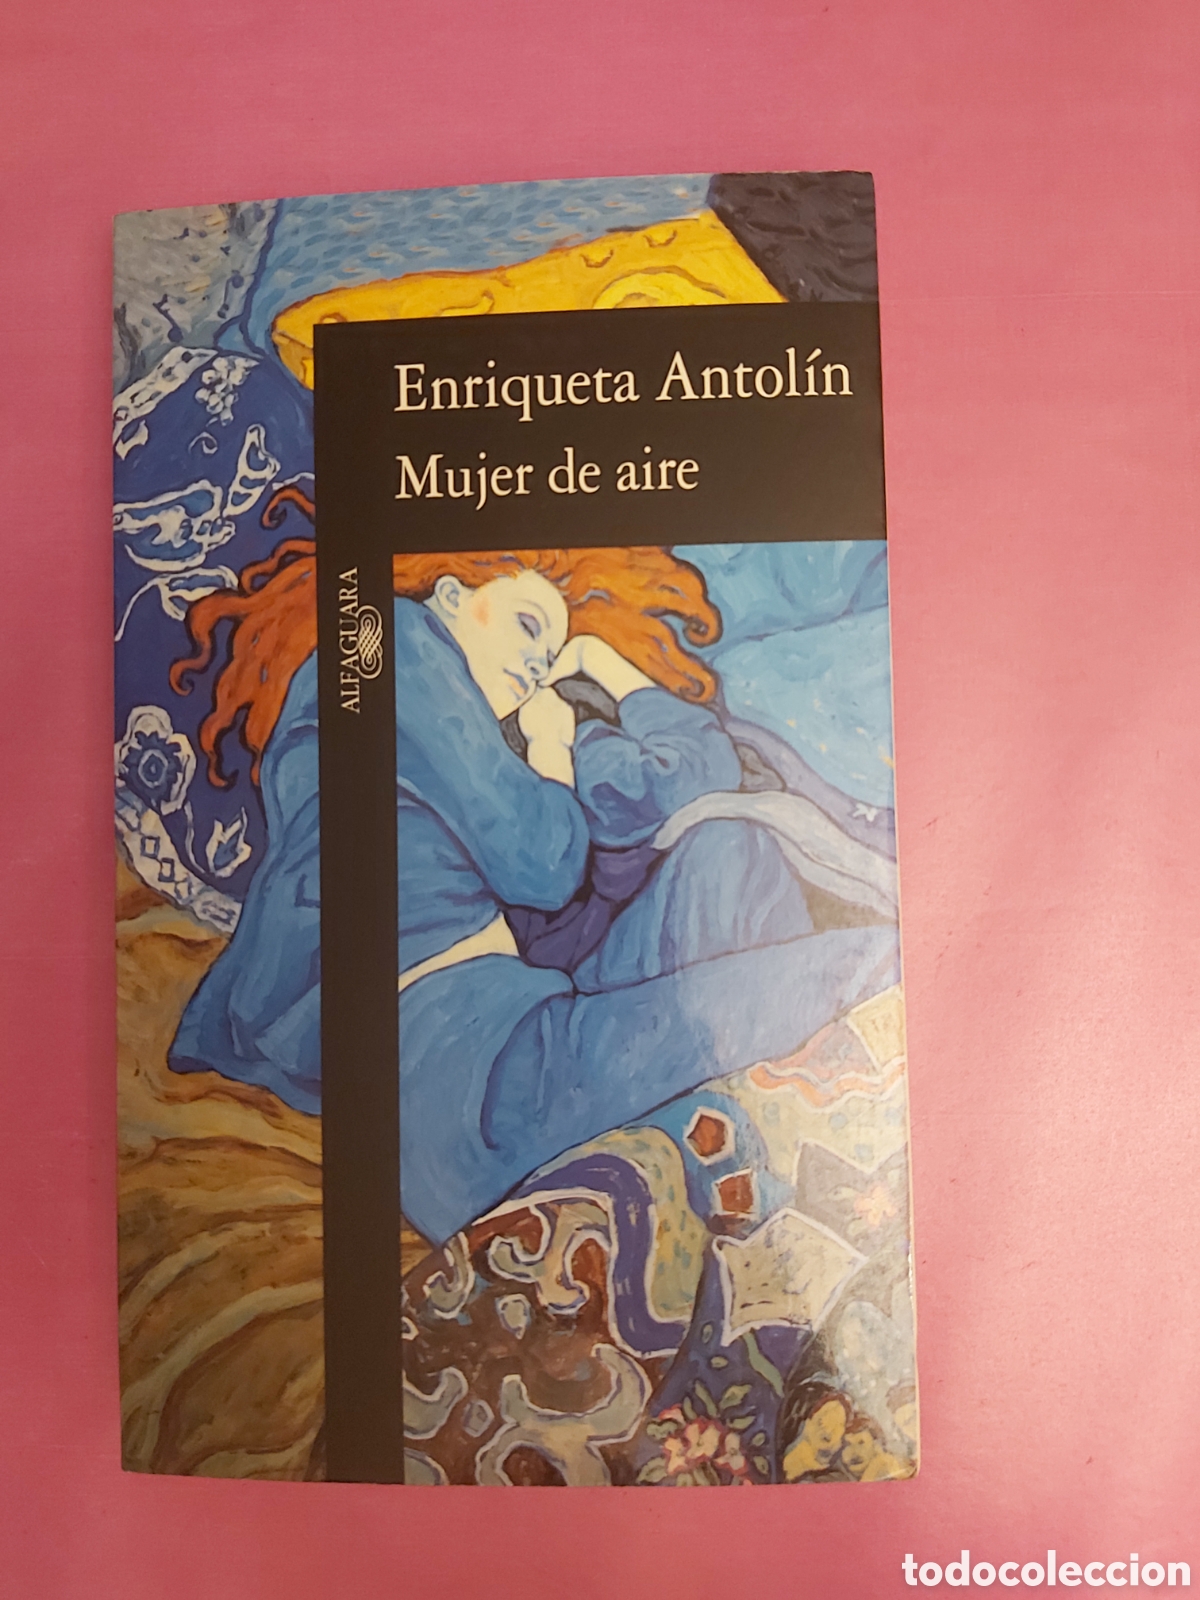 Enriqueta Antolín
Mujer de aire
ALFAGUARA
todocoleccion